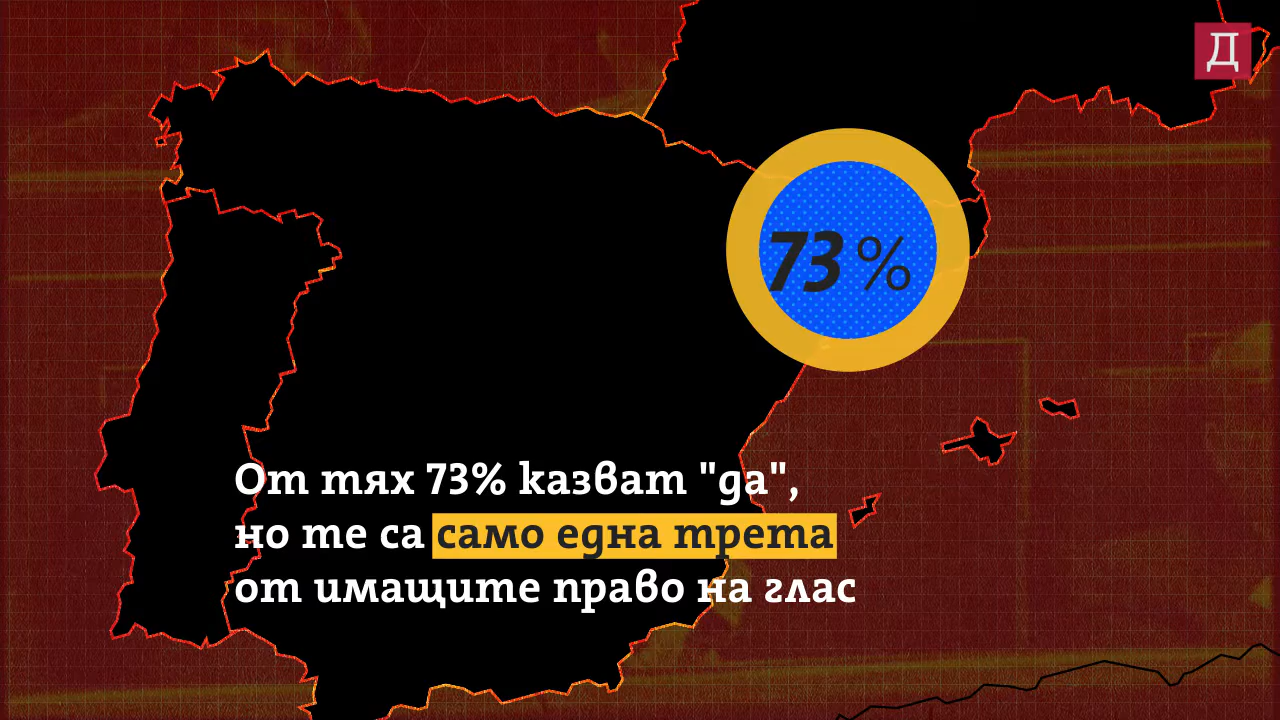 Д
73%
От тях 73% казват "да",
но те са само една трета
от имащите право на глас